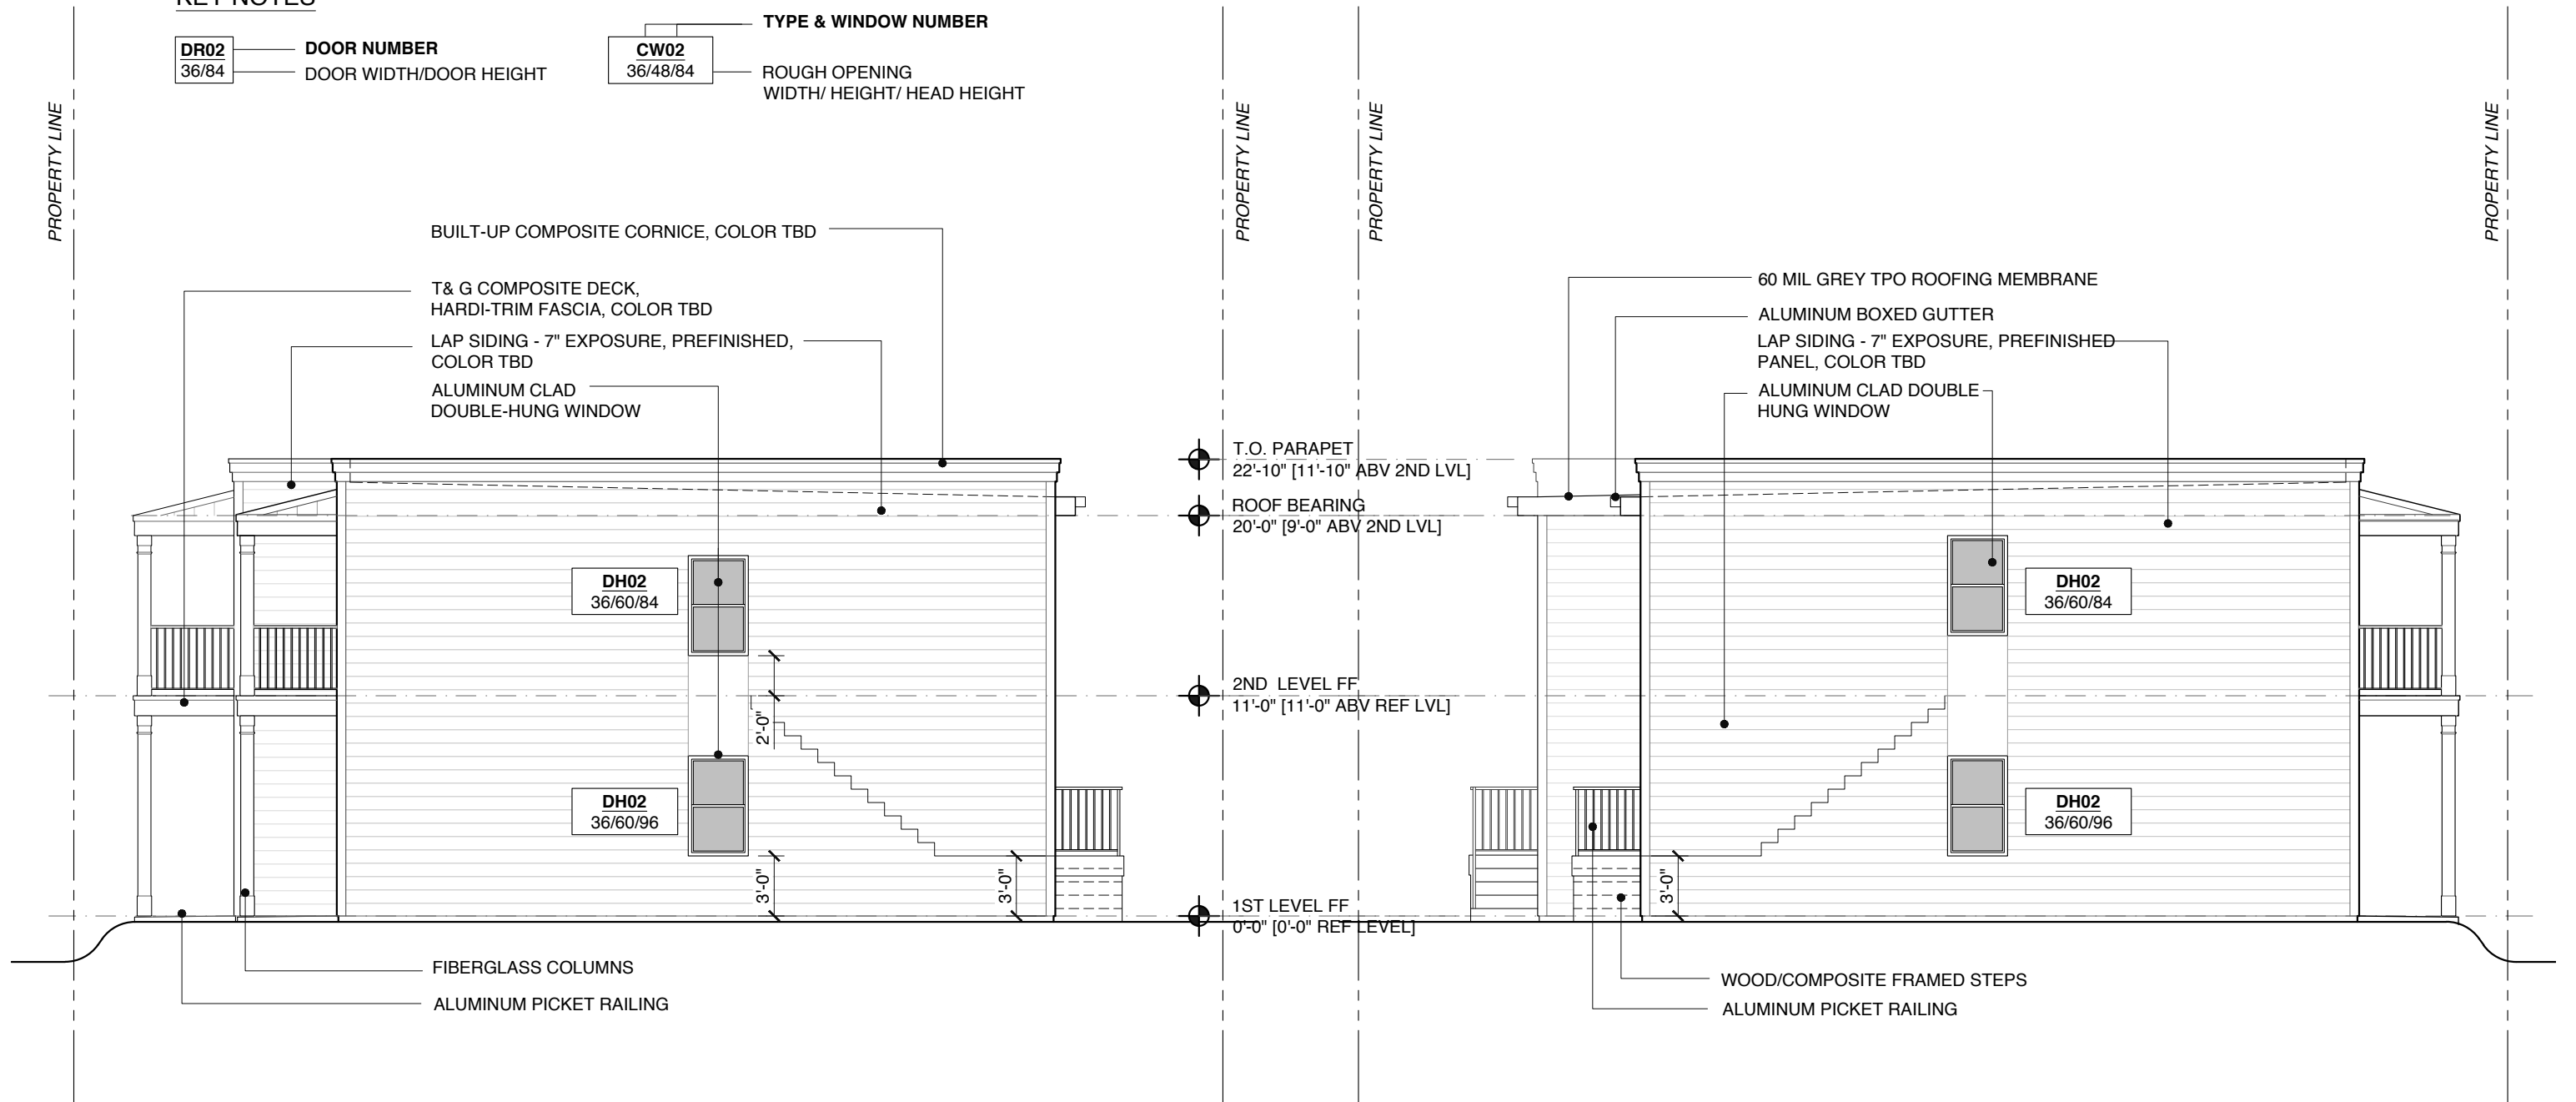 KEY NOTES
DR02
36/84
DOOR NUMBER
DOOR WIDTH/DOOR HEIGHT
TYPE & WINDOW NUMBER
CW02
36/48/84
ROUGH OPENING
WIDTH/ HEIGHT/ HEAD HEIGHT
PROPERTY LINE
PROPERTY LINE
PROPERTY LINE
PROPERTY LINE
BUILT-UP COMPOSITE CORNICE, COLOR TBD
T& G COMPOSITE DECK,
HARDI-TRIM FASCIA, COLOR TBD
LAP SIDING - 7" EXPOSURE, PREFINISHED,
COLOR TBD
ALUMINUM CLAD
DOUBLE-HUNG WINDOW
60 MIL GREY TPO ROOFING MEMBRANE
ALUMINUM BOXED GUTTER
LAP SIDING - 7" EXPOSURE, PREFINISHED
PANEL, COLOR TBD
ALUMINUM CLAD DOUBLE
HUNG WINDOW
T.O. PARAPET
22'-10" [11'-10" ABV 2ND LVL]
ROOF BEARING
20'-0" [9'-0" ABV 2ND LVL]
DH02
36/60/84
DH02
36/60/84
2ND LEVEL FF
11'-0" [11'-0" ABV REF LVL]
2'-0"
DH02
36/60/96
DH02
36/60/96
3'-0"
3'-0"
3'-0"
1ST LEVEL FF
0'-0" [0'-0" REF LEVEL]
FIBERGLASS COLUMNS
ALUMINUM PICKET RAILING
WOOD/COMPOSITE FRAMED STEPS
ALUMINUM PICKET RAILING